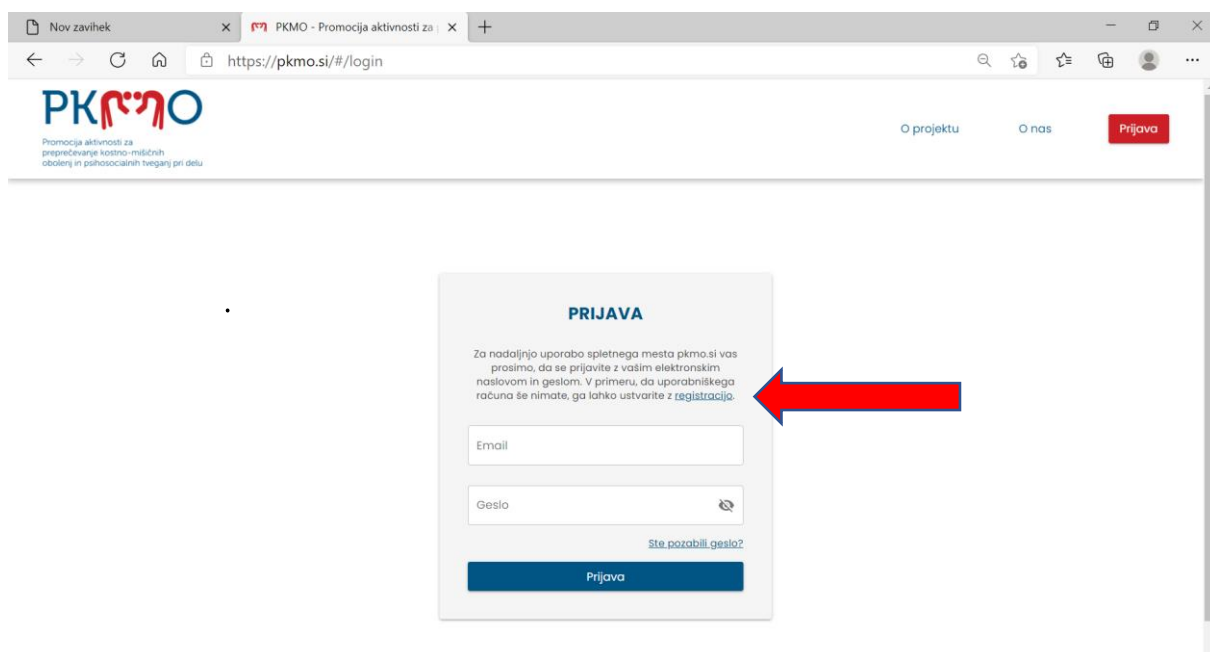 Nov zavihek
PKMO - Promocija aktivnosti za
https://pkmo.si/#/login
PKMO
Promocija aktivnosti za
preprečevanje kostno-mišičnih
obolenj in psihosocialnih tveganj pri delu
O projektu
O nas
Prijava
PRIJAVA
Za nadaljnjo uporabo spletnega mesta pkmo.si vas
prosimo, da se prijavite z vašim elektronskim
naslovom in geslom. V primeru, da uporabniškega
računa še nimate, ga lahko ustvarite z registracijo.
Email
Geslo
Ste pozabili geslo?
Prijava